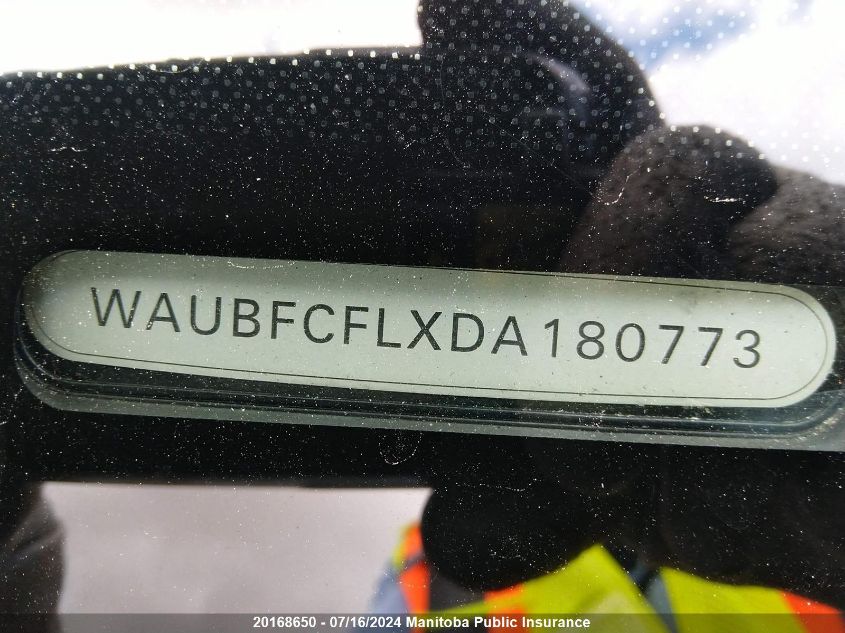 WAUBFCFLXDA180773
20168650 - 07/16/2024 Manitoba Public Insurance